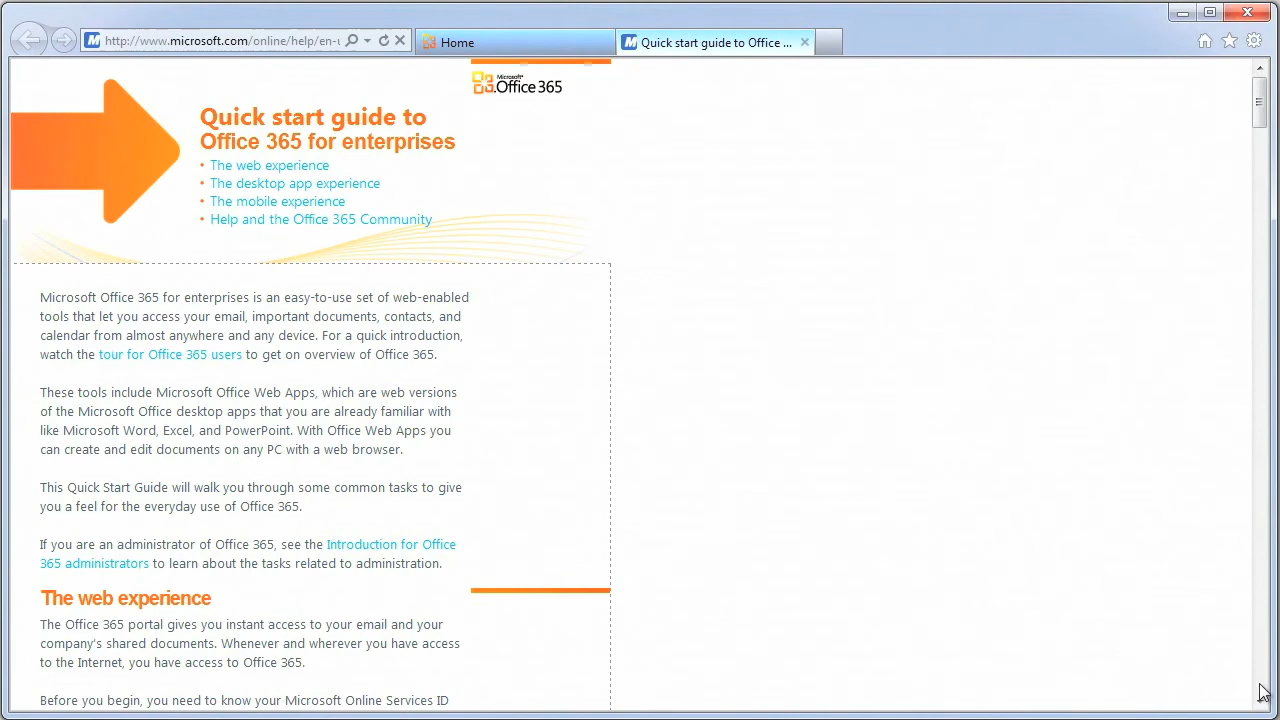 http://www.microsoft.com/online/help/en-u
Home
Quick start guide to Office ...
Microsoft
Office 365
Quick start guide to
Office 365 for enterprises
• The web experience
• The desktop app experience
• The mobile experience
• Help and the Office 365 Community
Microsoft Office 365 for enterprises is an easy-to-use set of web-enabled
tools that let you access your email, important documents, contacts, and
calendar from almost anywhere and any device. For a quick introduction,
watch the tour for Office 365 users to get on overview of Office 365.
These tools include Microsoft Office Web Apps, which are web versions
of the Microsoft Office desktop apps that you are already familiar with
like Microsoft Word, Excel, and PowerPoint. With Office Web Apps you
can create and edit documents on any PC with a web browser.
This Quick Start Guide will walk you through some common tasks to give
you a feel for the everyday use of Office 365.
If you are an administrator of Office 365, see the Introduction for Office
365 administrators to learn about the tasks related to administration.
The web experience
The Office 365 portal gives you instant access to your email and your
company's shared documents. Whenever and wherever you have access
to the Internet, you have access to Office 365.
Before you begin, you need to know your Microsoft Online Services ID